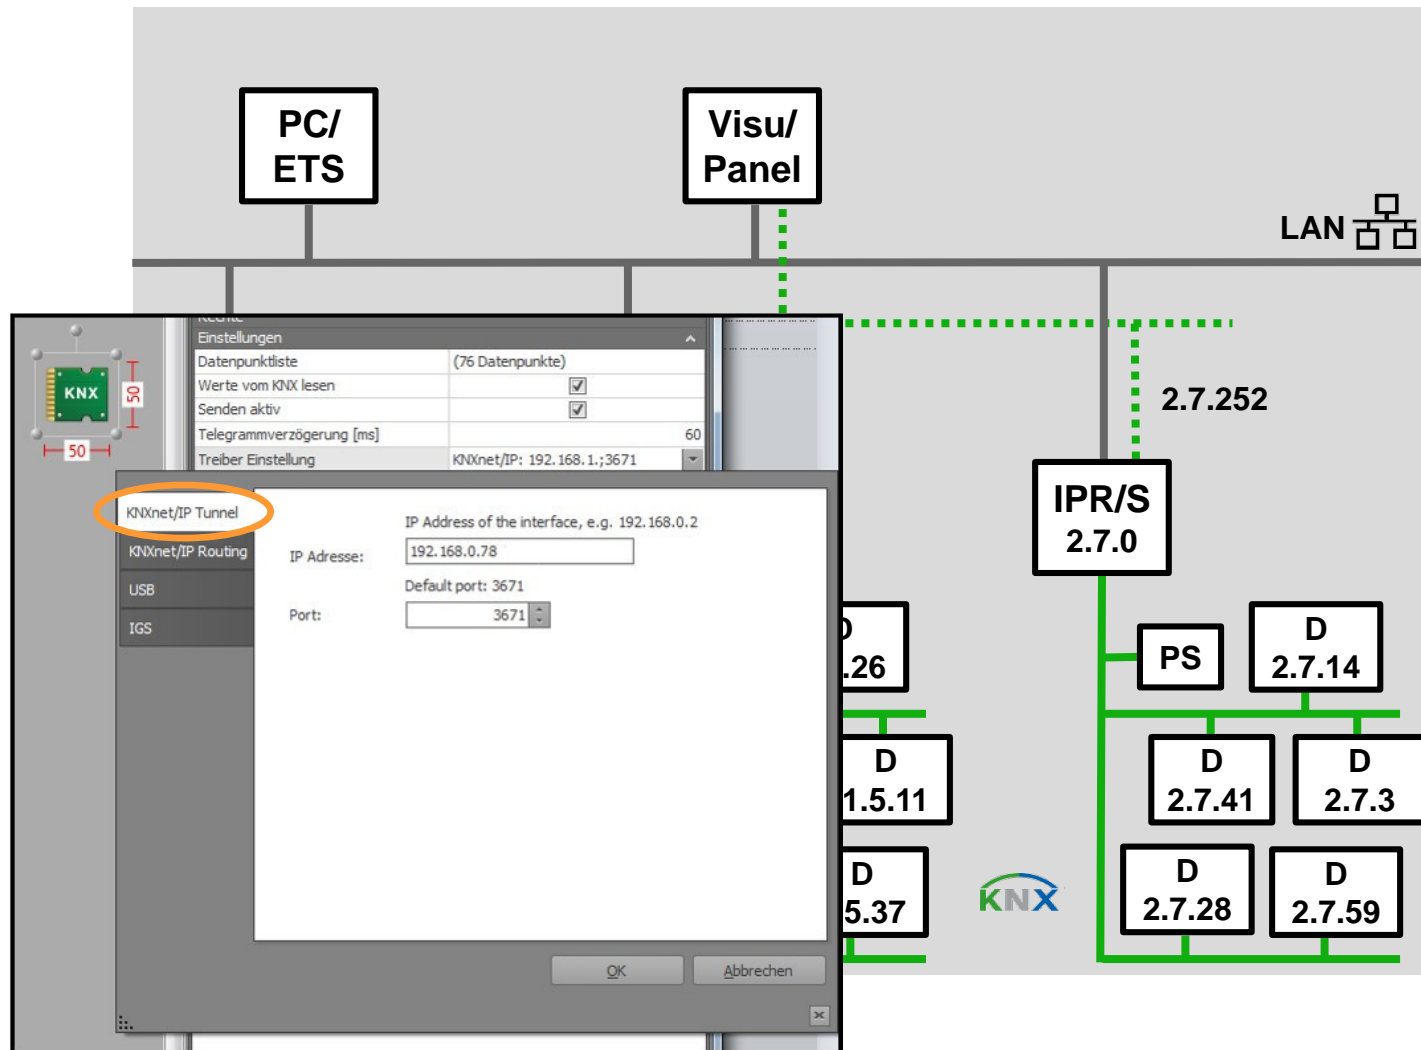 PC/
ETS
Visu/
Panel
LAN
2.7.252
IPR/S
2.7.0
PS
D
2.7.14
D
2.7.41
D
2.7.3
D
2.7.28
D
2.7.59
.26
D
1.5.11
D
5.37
KNX
KNX
50
50
Einstellungen
Datenpunktliste
(76 Datenpunkte)
Werte vom KNX lesen
Senden aktiv
Telegrammverzögerung [ms]
60
Treiber Einstellung
KNXnet/IP: 192.168.1.;3671
KNXnet/IP Tunnel
KNXnet/IP Routing
USB
IGS
IP Address of the interface, e.g. 192.168.0.2
IP Adresse:
192.168.0.78
Default port: 3671
Port:
3671
OK
Abbrechen